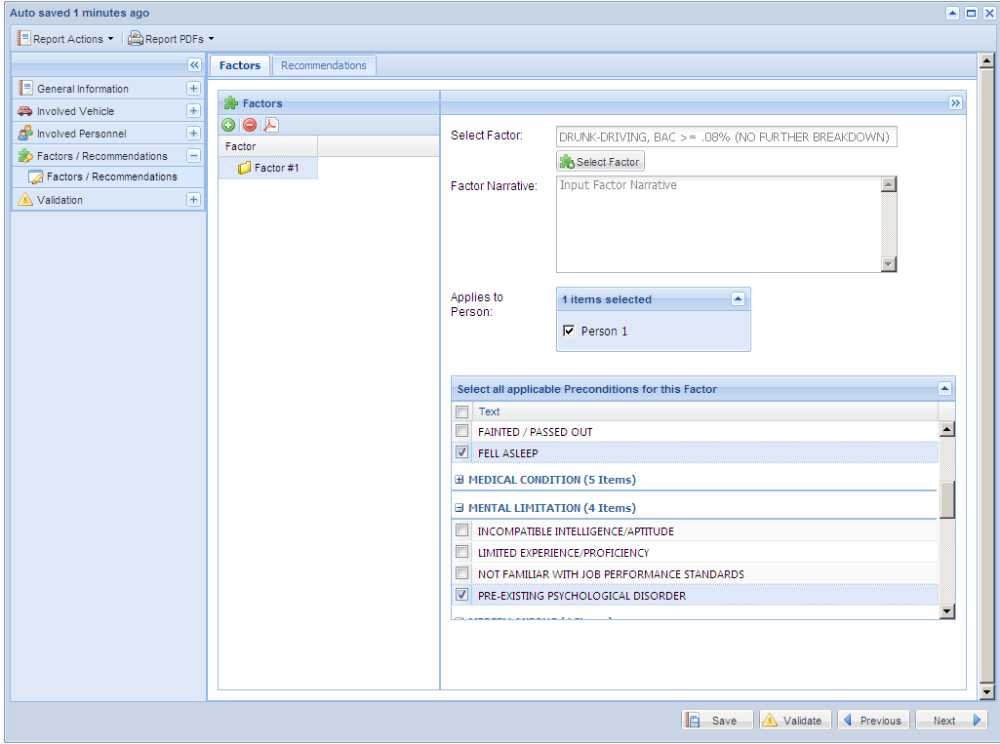 Auto saved 1 minutes ago
Report Actions
Report PDFs
General Information
Involved Vehicle
Involved Personnel
Factors / Recommendations
Factors / Recommendations
Validation
Factors
Recommendations
Factors
Factor
Factor #1
Select Factor:
DRUNK-DRIVING, BAC >= .08% (NO FURTHER BREAKDOWN)
Select Factor
Factor Narrative:
Input Factor Narrative
Applies to
Person:
1 items selected
Person 1
Select all applicable Preconditions for this Factor
Text
FAINTED / PASSED OUT
FELL ASLEEP
MEDICAL CONDITION (5 Items)
MENTAL LIMITATION (4 Items)
INCOMPATIBLE INTELLIGENCE/APTITUDE
LIMITED EXPERIENCE/PROFICIENCY
NOT FAMILIAR WITH JOB PERFORMANCE STANDARDS
PRE-EXISTING PSYCHOLOGICAL DISORDER
Save
Validate
Previous
Next